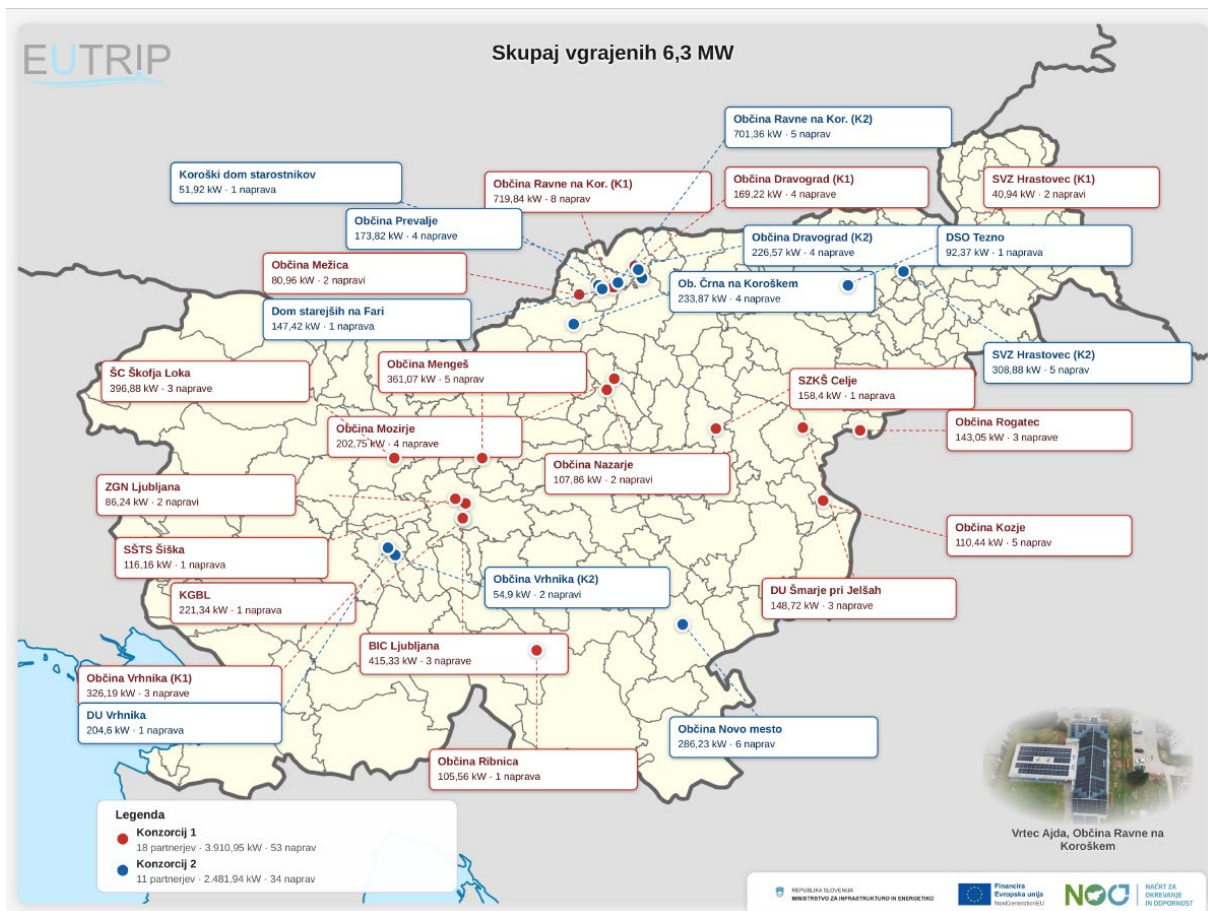 EUTRIP
Skupaj vgrajenih 6,3 MW
Občina Ravne na Kor. (K2)
701,36 kW · 5 naprav
Koroški dom starostnikov
51,92 kW · 1 naprava
Občina Ravne na Kor. (K1)
719,84 kW · 8 naprav
Občina Dravograd (K1)
169,22 kW · 4 naprave
SVZ Hrastovec (K1)
40,94 kW · 2 napravi
Občina Prevalje
173,82 kW · 4 naprave
Občina Dravograd (K2)
226,57 kW · 4 naprave
DSO Tezno
92,37 kW · 1 naprava
Občina Mežica
80,96 kW · 2 napravi
Ob. Črna na Koroškem
233,87 kW · 4 naprave
Dom starejših na Fari
147,42 kW · 1 naprava
SVZ Hrastovec (K2)
308,88 kW · 5 naprav
ŠC Škofja Loka
396,88 kW · 3 naprave
Občina Mengeš
361,07 kW · 5 naprav
SZKŠ Celje
158,4 kW · 1 naprava
Občina Rogatec
143,05 kW · 3 naprave
Občina Mozirje
202,75 kW · 4 naprave
Občina Nazarje
107,86 kW · 2 napravi
ZGN Ljubljana
86,24 kW · 2 napravi
Občina Kozje
110,44 kW · 5 naprav
SŠTS Šiška
116,16 kW · 1 naprava
Občina Vrhnika (K2)
54,9 kW · 2 napravi
DU Šmarje pri Jelšah
148,72 kW · 3 naprave
KGBL
221,34 kW · 1 naprava
BIC Ljubljana
415,33 kW · 3 naprave
Občina Vrhnika (K1)
326,19 kW · 3 naprave
DU Vrhnika
204,6 kW · 1 naprava
Občina Novo mesto
286,23 kW · 6 naprav
Občina Ribnica
105,56 kW · 1 naprava
Legenda
Konzorcij 1
18 partnerjev · 3.910,95 kW · 53 naprav
Konzorcij 2
11 partnerjev · 2.481,94 kW · 34 naprav
Vrtec Ajda, Občina Ravne na
Koroškem
REPUBLIKA SLOVENIJA
MINISTRSTVO ZA INFRASTRUKTURO IN ENERGETIKO
Financira
Evropska unija
NextGenerationEU
NOO
NAČRT ZA
OKREVANJE
IN ODPORNOST